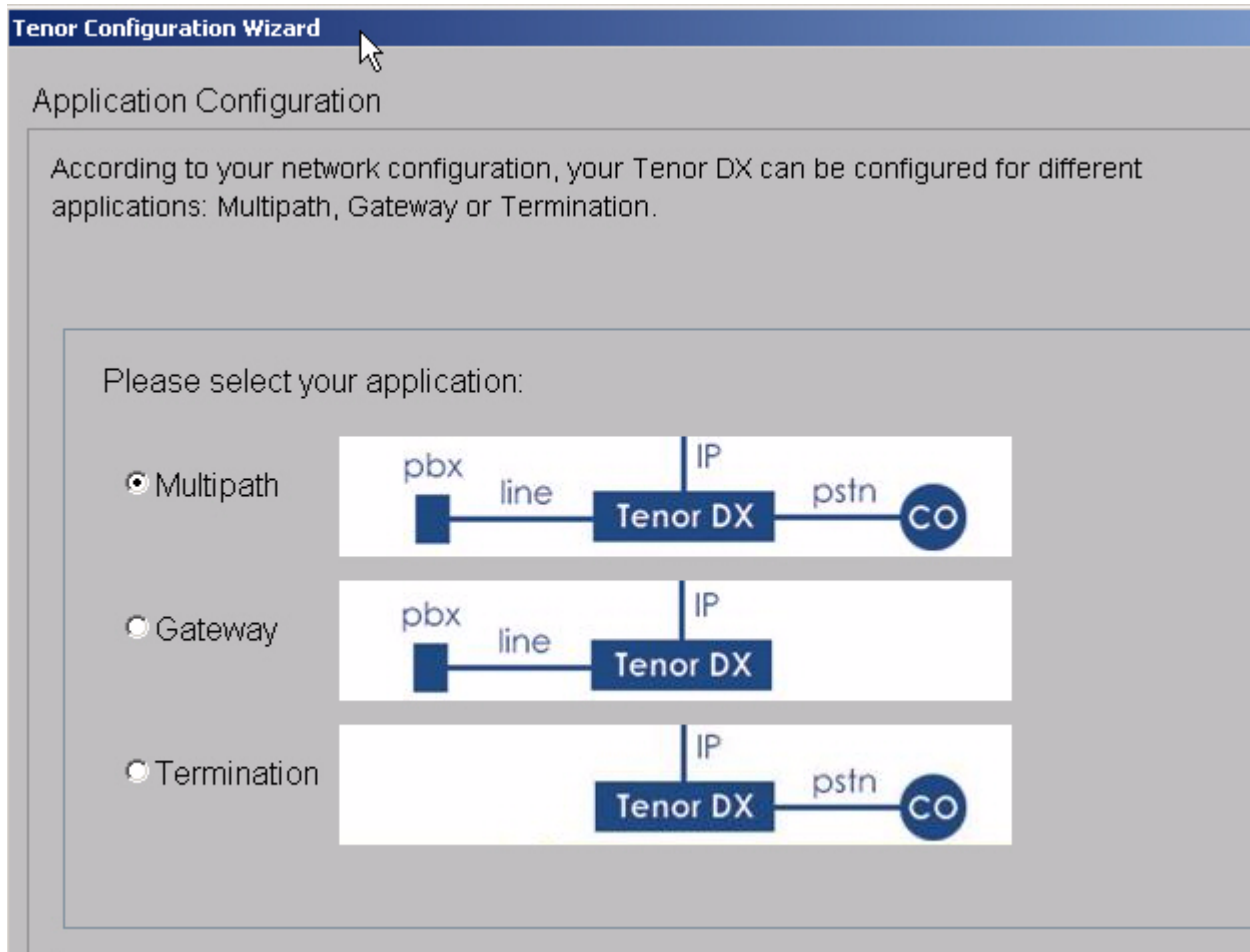 Tenor Configuration Wizard
Application Configuration
According to your network configuration, your Tenor DX can be configured for different
applications: Multipath, Gateway or Termination.
Please select your application:
Multipath
pbx
line
IP
Tenor DX
pstn
CO
Gateway
pbx
line
IP
Tenor DX
Termination
IP
Tenor DX
pstn
CO